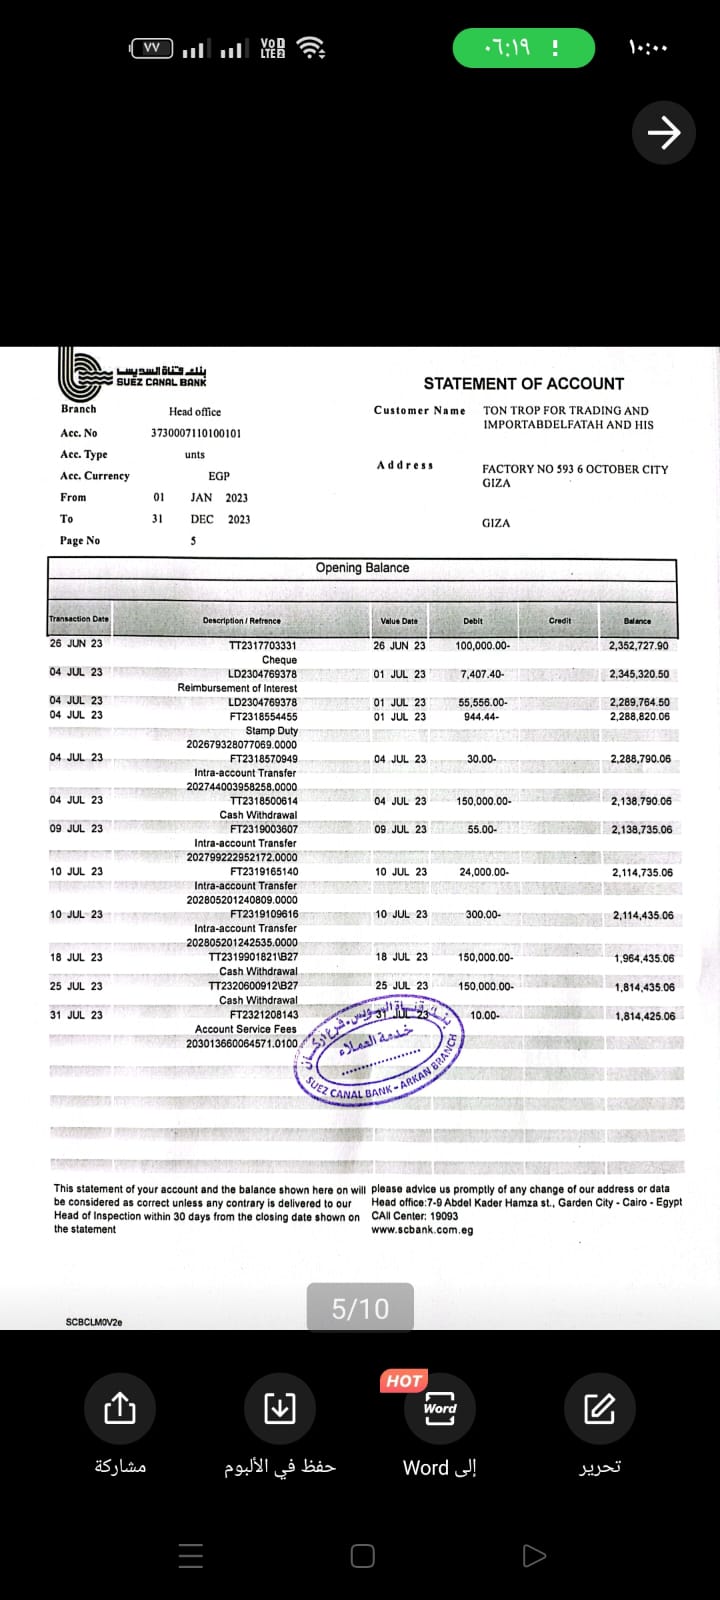 VV
VoD
LTE2
٠٦:١٩
١٠:٠٠
بنك قناة السويس
SUEZ CANAL BANK
STATEMENT OF ACCOUNT
Branch Head office
Customer Name TON TROP FOR TRADING AND
IMPORTABDELFATAH AND HIS
Acc. No 3730007110100101
Acc. Type unts
Address FACTORY NO 593 6 OCTOBER CITY
GIZA
Acc. Currency EGP
From 01 JAN 2023
To 31 DEC 2023
GIZA
Page No 5
Opening Balance
Transaction Date Description / Refrence Value Date Debit Credit Balance
26 JUN 23 TT2317703331 26 JUN 23 100,000.00- 2,352,727.90
Cheque
04 JUL 23 LD2304769378 01 JUL 23 7,407.40- 2,345,320.50
Reimbursement of Interest
04 JUL 23 LD2304769378 01 JUL 23 55,556.00- 2,289,764.50
04 JUL 23 FT2318554455 01 JUL 23 944.44- 2,288,820.06
Stamp Duty
202679328077069.0000
04 JUL 23 FT2318570949 04 JUL 23 30.00- 2,288,790.06
Intra-account Transfer
202744003958258.0000
04 JUL 23 TT2318500614 04 JUL 23 150,000.00- 2,138,790.06
Cash Withdrawal
09 JUL 23 FT2319003607 09 JUL 23 55.00- 2,138,735.06
Intra-account Transfer
202799222952172.0000
10 JUL 23 FT2319165140 10 JUL 23 24,000.00- 2,114,735.06
Intra-account Transfer
202805201240809.0000
10 JUL 23 FT2319109616 10 JUL 23 300.00- 2,114,435.06
Intra-account Transfer
202805201242535.0000
18 JUL 23 TT2319901821\B27 18 JUL 23 150,000.00- 1,964,435.06
Cash Withdrawal
25 JUL 23 TT2320600912\B27 25 JUL 23 150,000.00- 1,814,435.06
Cash Withdrawal
31 JUL 23 FT2321208143 31 JUL 23 10.00- 1,814,425.06
Account Service Fees
203013660064571.0100
بنك قناة السويس - فرع اركان
خدمة العملاء
SUEZ CANAL BANK - ARKAN BRANCH
This statement of your account and the balance shown here on will
be considered as correct unless any contrary is delivered to our
Head of Inspection within 30 days from the closing date shown on
the statement
please advice us promptly of any change of our address or data
Head office:7-9 Abdel Kader Hamza st., Garden City - Cairo - Egypt
CAll Center: 19093
www.scbank.com.eg
5/10
SCBCLM0V2e
HOT
Word
مشاركة
حفظ في الألبوم
إلى Word
تحرير